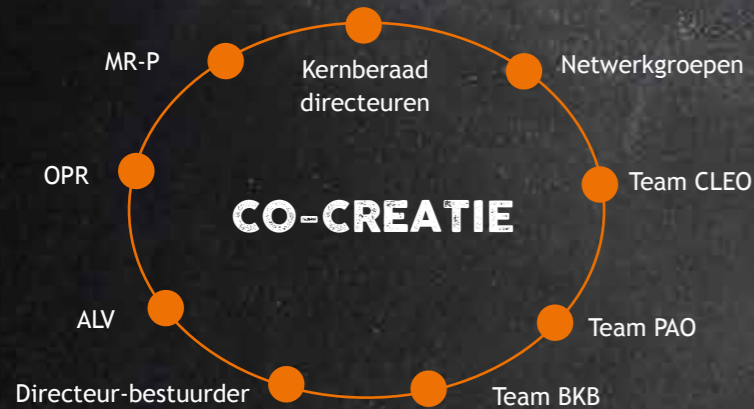 MR-P
Kernberaad
directeuren
Netwerkgroepen
OPR
Team CLEO
CO-CREATIE
ALV
Team PAO
Directeur-bestuurder
Team BKB